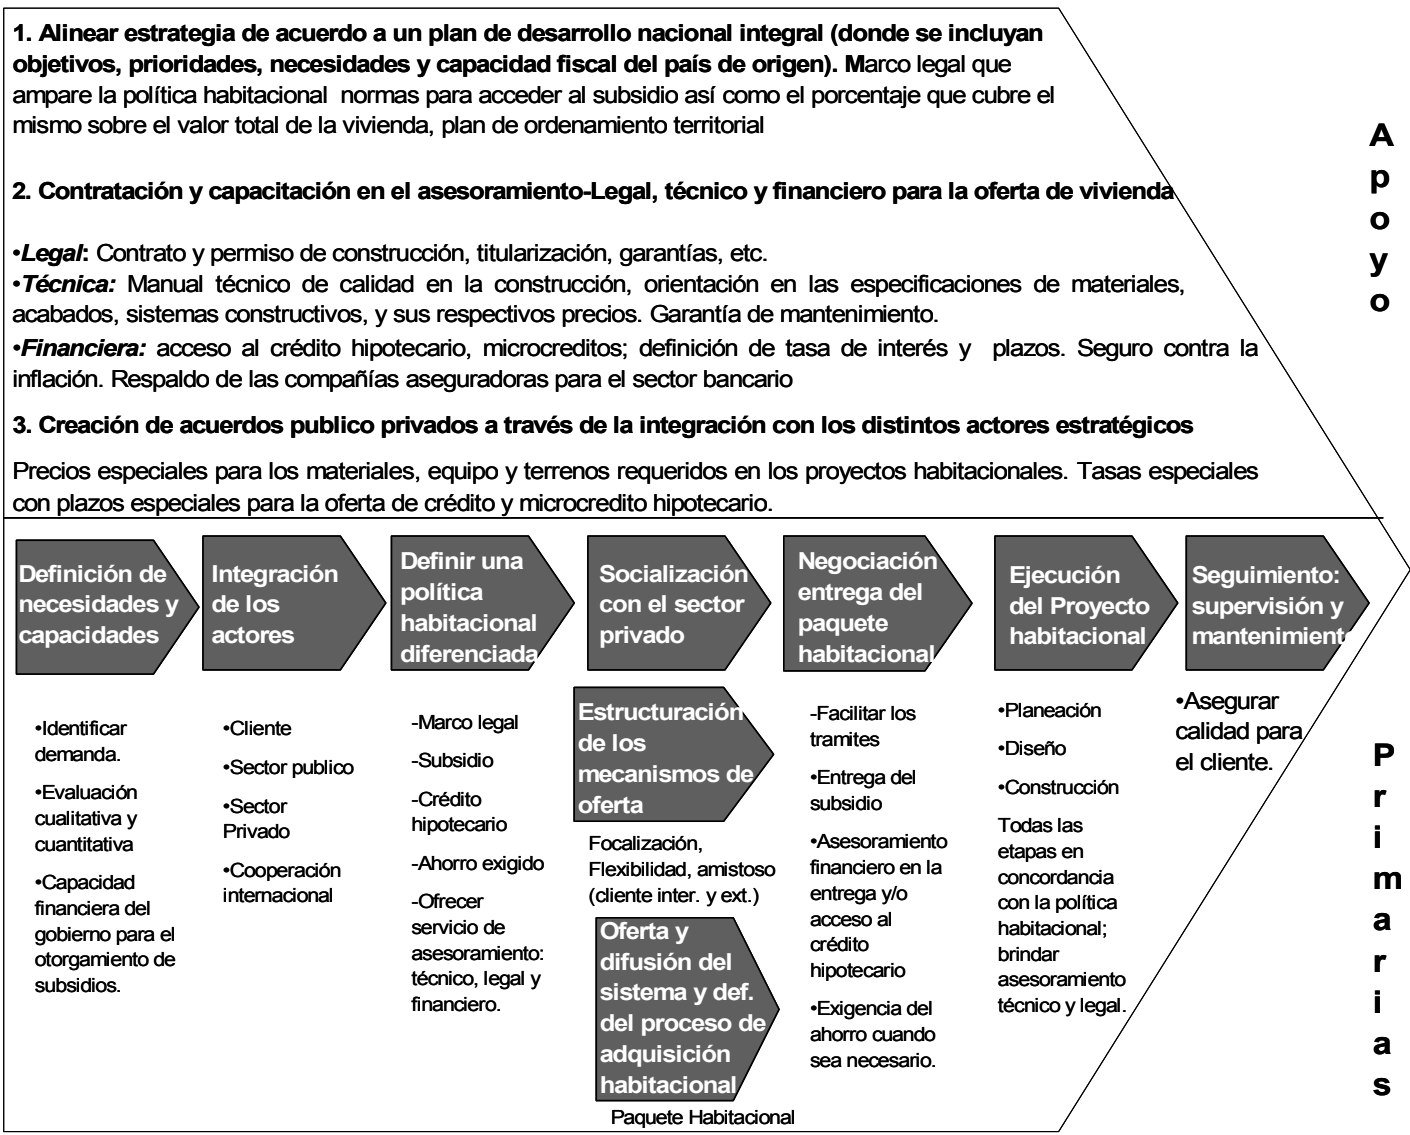 1. Alinear estrategia de acuerdo a un plan de desarrollo nacional integral (donde se incluyan
objetivos, prioridades, necesidades y capacidad fiscal del país de origen). Marco legal que
ampare la política habitacional normas para acceder al subsidio así como el porcentaje que cubre el
mismo sobre el valor total de la vivienda, plan de ordenamiento territorial
2. Contratación y capacitación en el asesoramiento-Legal, técnico y financiero para la oferta de vivienda
•Legal: Contrato y permiso de construcción, titularización, garantías, etc.
•Técnica: Manual técnico de calidad en la construcción, orientación en las especificaciones de materiales,
acabados, sistemas constructivos, y sus respectivos precios. Garantía de mantenimiento.
•Financiera: acceso al crédito hipotecario, microcreditos; definición de tasa de interés y plazos. Seguro contra la
inflación. Respaldo de las compañías aseguradoras para el sector bancario
3. Creación de acuerdos publico privados a través de la integración con los distintos actores estratégicos
Precios especiales para los materiales, equipo y terrenos requeridos en los proyectos habitacionales. Tasas especiales
con plazos especiales para la oferta de crédito y microcredito hipotecario.
A
p
o
y
o
Definición de
necesidades y
capacidades
•Identificar
demanda.
•Evaluación
cualitativa y
cuantitativa
•Capacidad
financiera del
gobierno para el
otorgamiento de
subsidios.
Integración
de los
actores
•Cliente
•Sector publico
•Sector
Privado
•Cooperación
internacional
Definir una
política
habitacional
diferenciada
-Marco legal
-Subsidio
-Crédito
hipotecario
-Ahorro exigido
-Ofrecer
servicio de
asesoramiento:
técnico, legal y
financiero.
Socialización
con el sector
privado
Estructuración
de los
mecanismos de
oferta
Focalización,
Flexibilidad, amistoso
(cliente inter. y ext.)
Oferta y
difusión del
sistema y def.
del proceso de
adquisición
habitacional
Paquete Habitacional
Negociación
entrega del
paquete
habitacional
-Facilitar los
tramites
•Entrega del
subsidio
•Asesoramiento
financiero en la
entrega y/o
acceso al
crédito
hipotecario
•Exigencia del
ahorro cuando
sea necesario.
Ejecución
del Proyecto
habitacional
•Planeación
•Diseño
•Construcción
Todas las
etapas en
concordancia
con la política
habitacional;
brindar
asesoramiento
técnico y legal.
Seguimiento:
supervisión y
mantenimiento
•Asegurar
calidad para
el cliente.
P
r
i
m
a
r
i
a
s